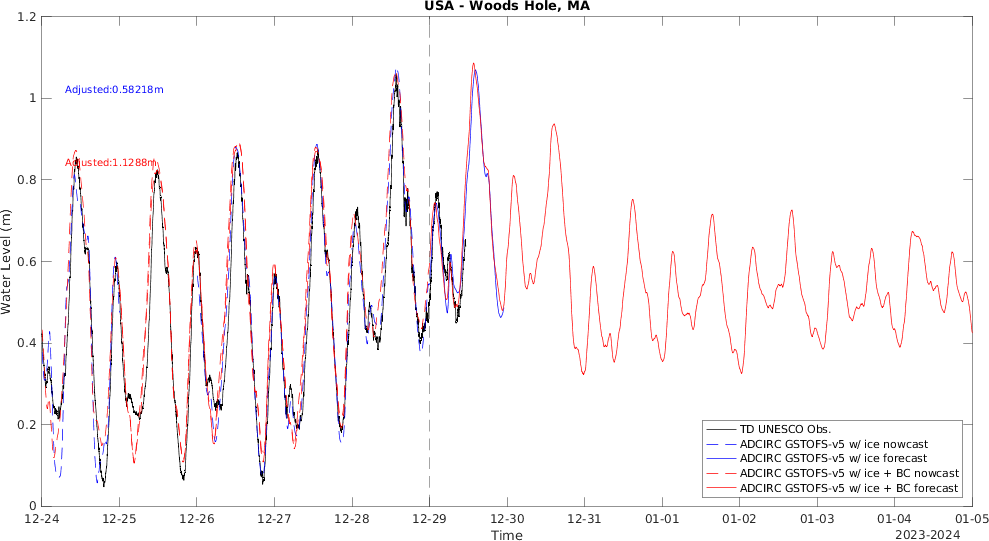 USA - Woods Hole, MA
1.2
1
0.8
0.6
0.4
0.2
0
Water Level (m)
Adjusted:0.58218m
Adjusted:1.1288m
TD UNESCO Obs.
ADCIRC GSTOFS-v5 w/ ice nowcast
ADCIRC GSTOFS-v5 w/ ice forecast
ADCIRC GSTOFS-v5 w/ ice + BC nowcast
ADCIRC GSTOFS-v5 w/ ice + BC forecast
12-24 12-25 12-26 12-27 12-28 12-29 12-30 12-31 01-01 01-02 01-03 01-04 01-05
Time
2023-2024